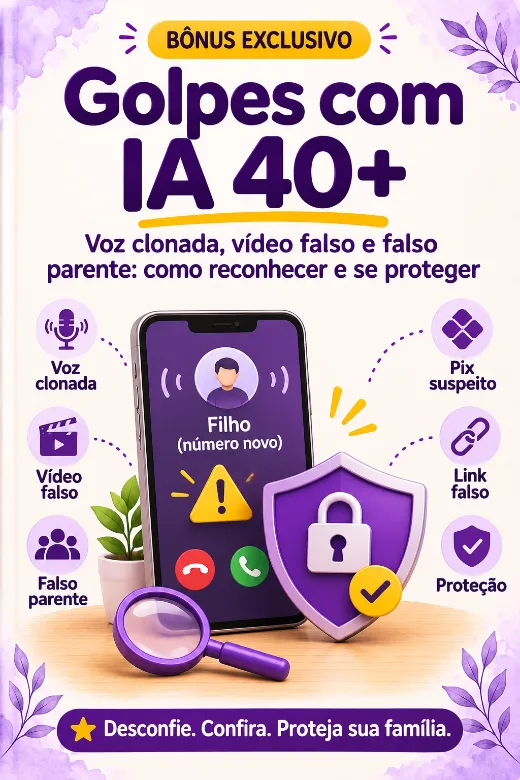 BÔNUS EXCLUSIVO
Golpes com
IA 40+
Voz clonada, vídeo falso e falso
parente: como reconhecer e se proteger
Voz
clonada
Vídeo
falso
Falso
parente
Filho
(número novo)
Pix
suspeito
Link
falso
Proteção
Desconfie. Confira. Proteja sua família.